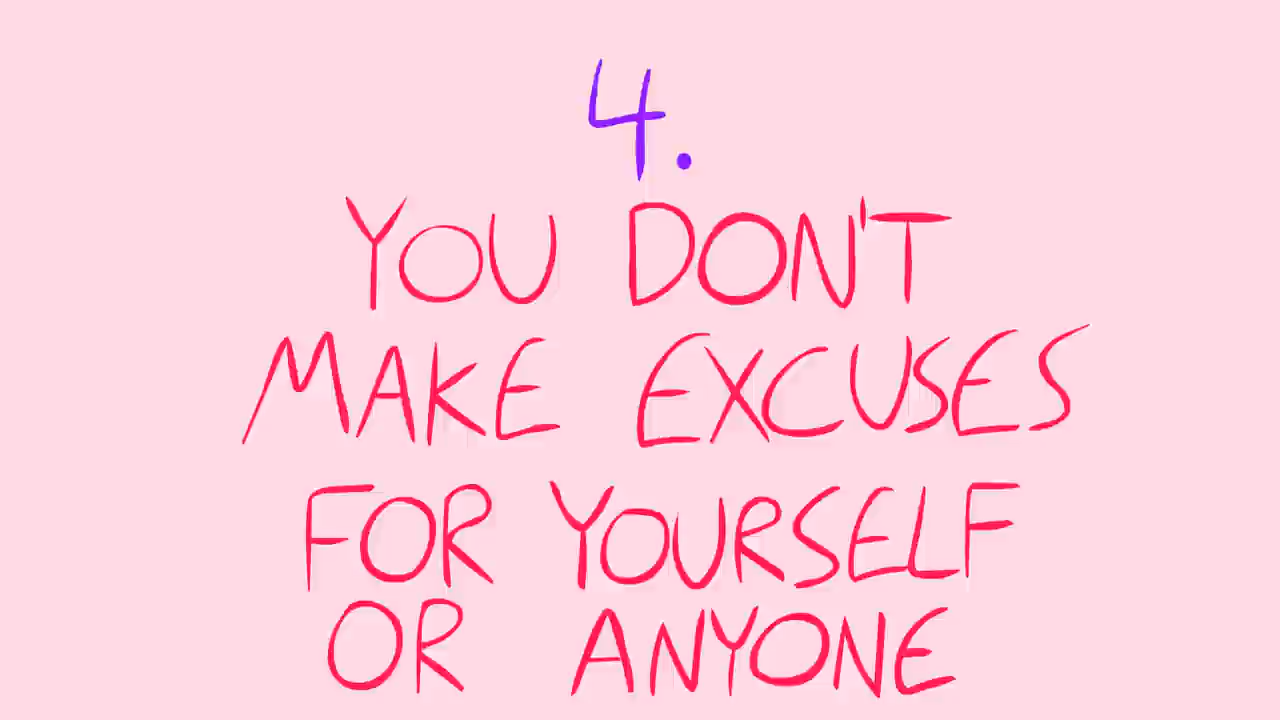 4.
YOU DON'T
MAKE EXCUSES
FOR YOURSELF
OR ANYONE